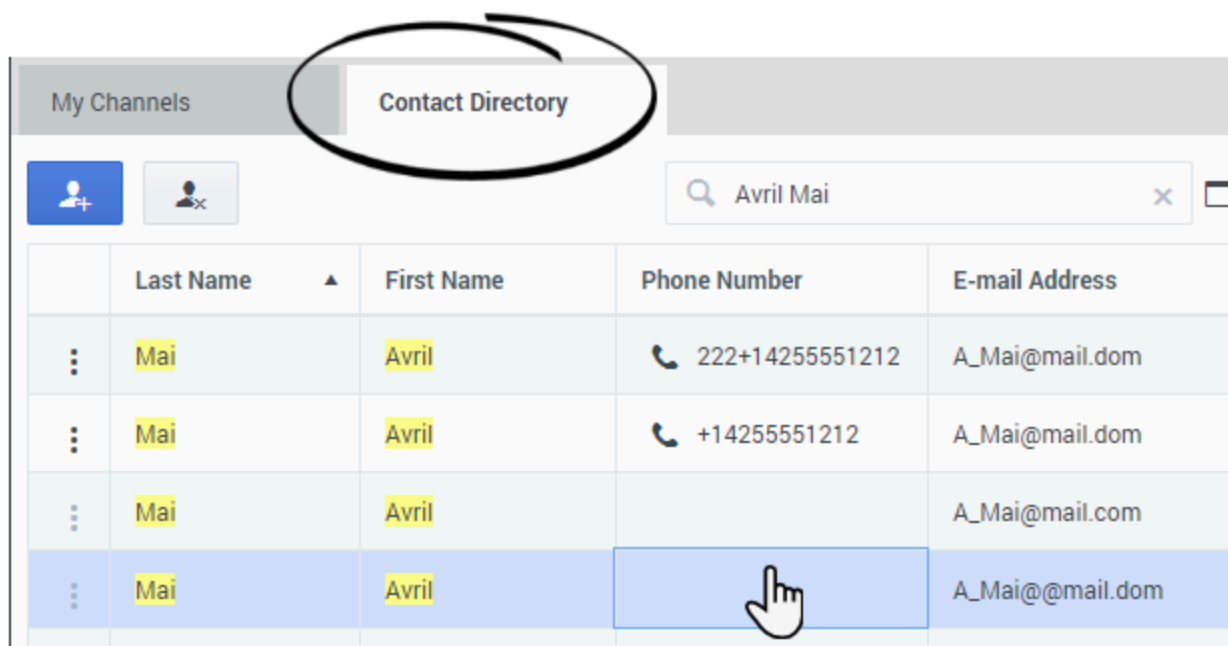 My Channels Contact Directory
Avril Mai
Last Name First Name Phone Number E-mail Address
Mai Avril 222+14255551212 A_Mai@mail.dom
Mai Avril +14255551212 A_Mai@mail.dom
Mai Avril A_Mai@mail.com
Mai Avril A_Mai@@mail.dom